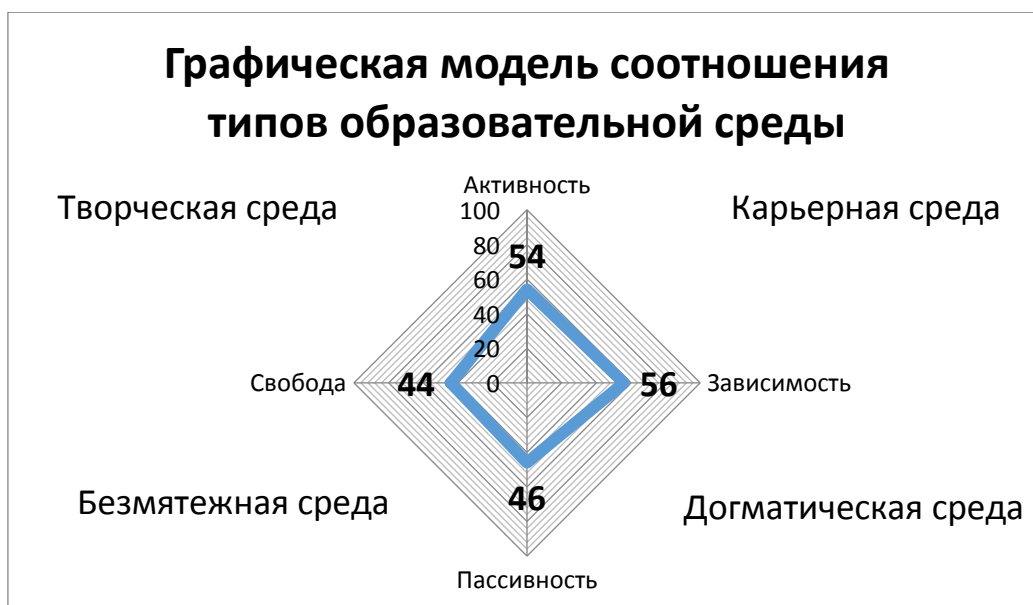 Графическая модель соотношения
типов образовательной среды
Активность
Творческая среда
Карьерная среда
100
80
60
40
20
0
54
Свобода
44
56
Зависимость
46
Безмятежная среда
Догматическая среда
Пассивность